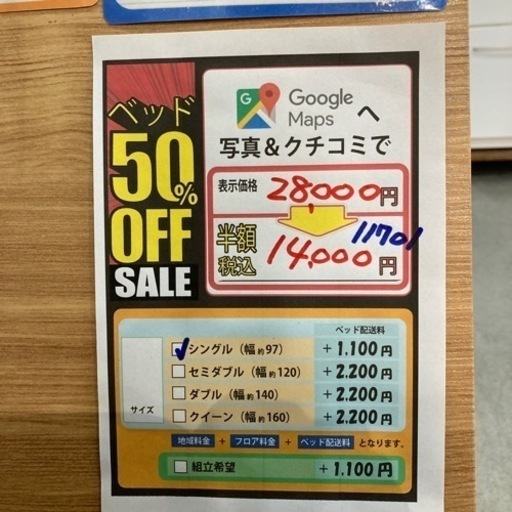 ベッド
50%
OFF
SALE
G
Google
Maps へ
写真&クチコミで
表示価格 28,000円
半額
税込 14,000円
11701
ベッド配送料
サイズ
シングル(幅約97) +1.100円
セミダブル(幅約120) +2.200円
ダブル(幅約140) +2.200円
クイーン(幅約160) +2.200円
地域料金 + フロア料金 + ベッド配送料 となります。
組立希望 +1.100円